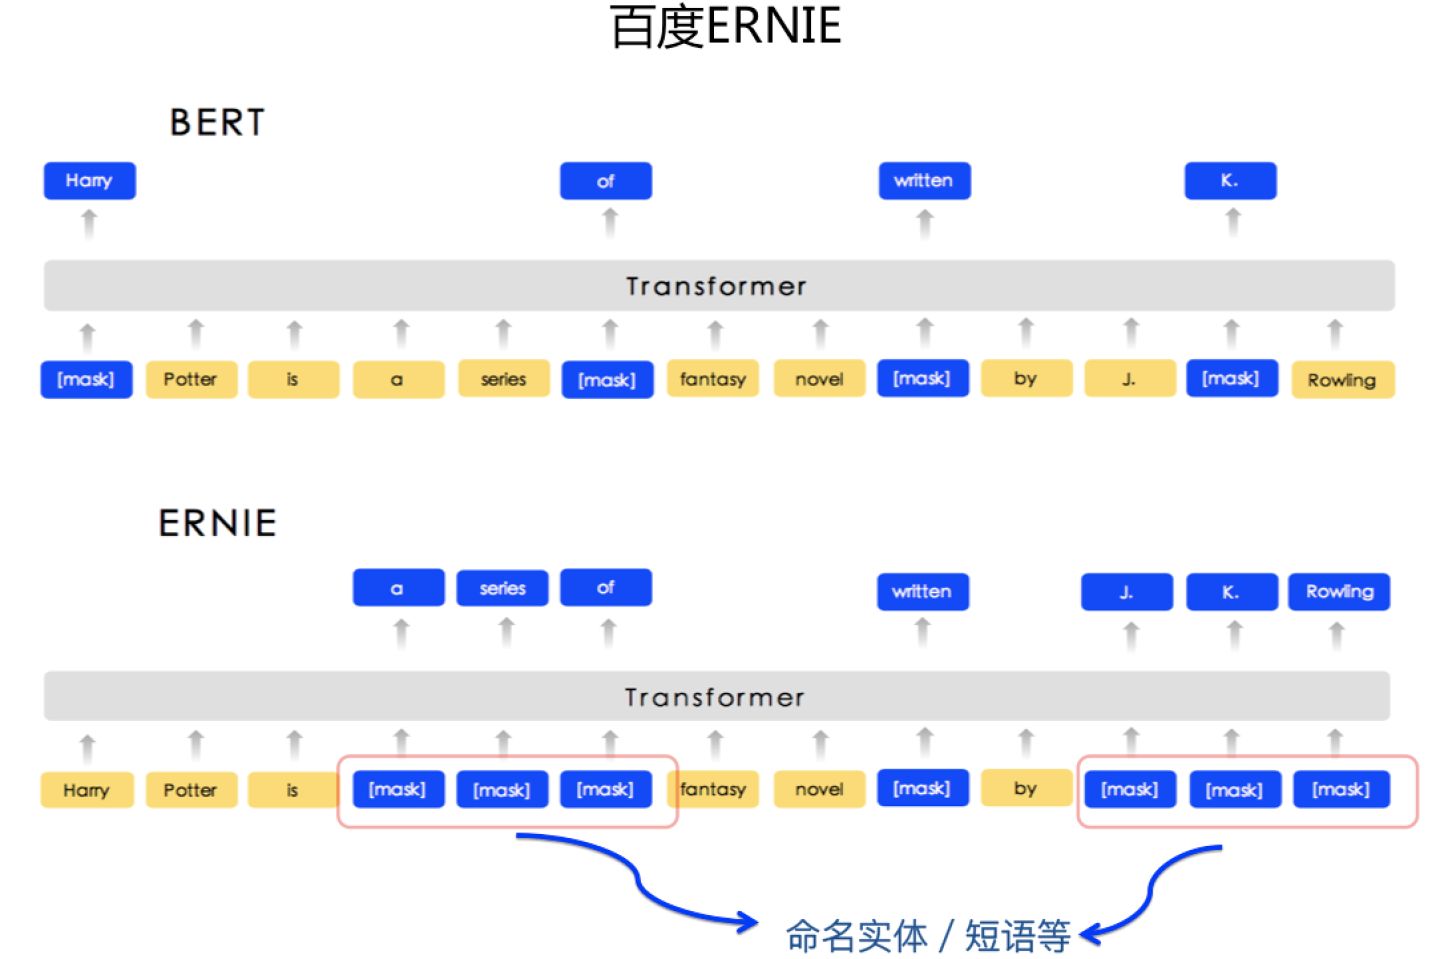 百度ERNIE
BERT
Harry of written K.
Transformer
[mask] Potter is a series [mask] fantasy novel [mask] by J. [mask] Rowling
ERNIE
a series of written J. K. Rowling
Transformer
Harry Potter is [mask] [mask] [mask] fantasy novel [mask] by [mask] [mask] [mask]
命名实体 / 短语等